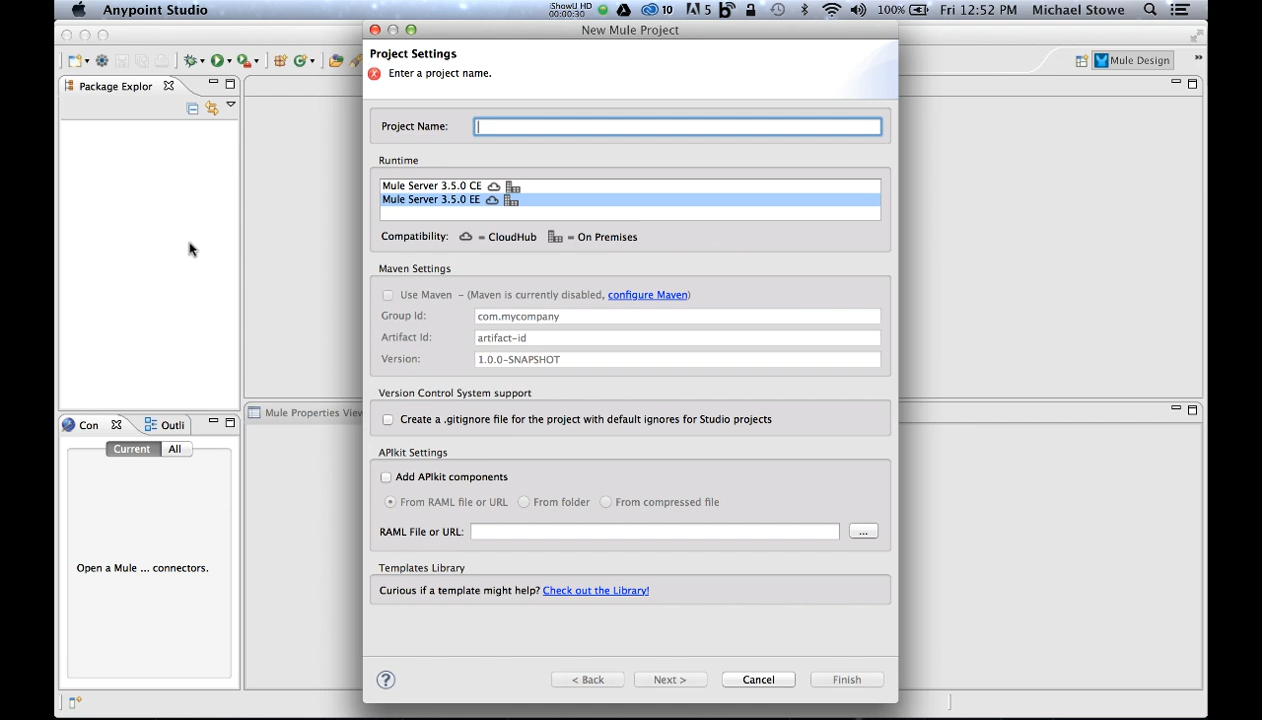 Anypoint Studio
iShowU HD
00:00:30
10
5
100%
Fri 12:52 PM
Michael Stowe
New Mule Project
Project Settings
Enter a project name.
Mule Design
»
Package Explor
Project Name:
Runtime
Mule Server 3.5.0 CE
Mule Server 3.5.0 EE
Compatibility: = CloudHub = On Premises
Maven Settings
Use Maven - (Maven is currently disabled, configure Maven)
Group Id: com.mycompany
Artifact Id: artifact-id
Version: 1.0.0-SNAPSHOT
Version Control System support
Create a .gitignore file for the project with default ignores for Studio projects
Mule Properties View
Con
Outli
Current
All
APIkit Settings
Add APIkit components
From RAML file or URL
From folder
From compressed file
RAML File or URL:
...
Open a Mule ... connectors.
Templates Library
Curious if a template might help? Check out the Library!
?
< Back
Next >
Cancel
Finish